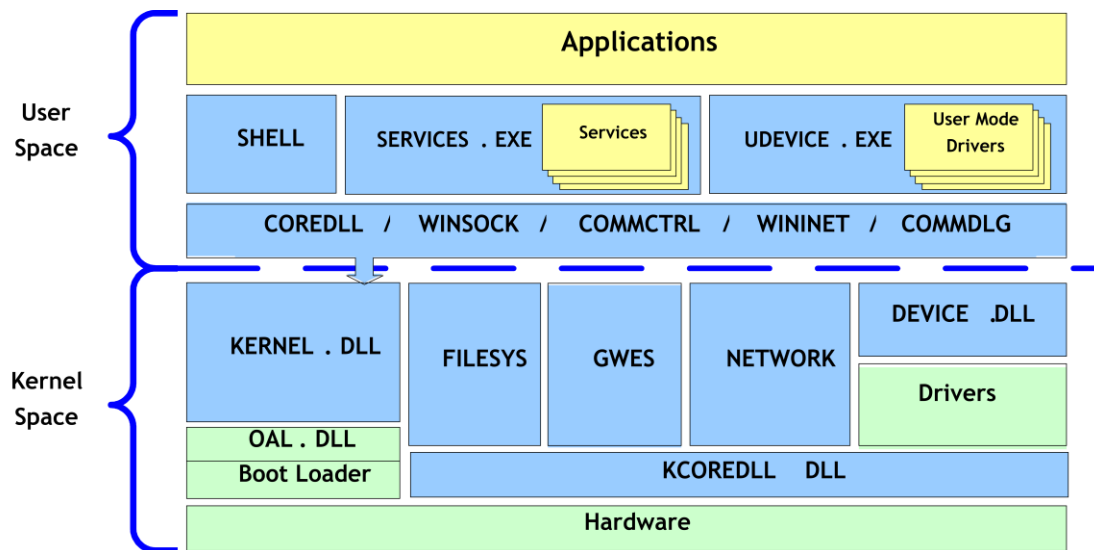 Applications
User
Space
SHELL
SERVICES . EXE
Services
UDEVICE . EXE
User Mode
Drivers
COREDLL / WINSOCK / COMMCTRL / WININET / COMMDLG
Kernel
Space
KERNEL . DLL
FILESYS
GWES
NETWORK
DEVICE .DLL
Drivers
OAL . DLL
Boot Loader
KCOREDLL DLL
Hardware